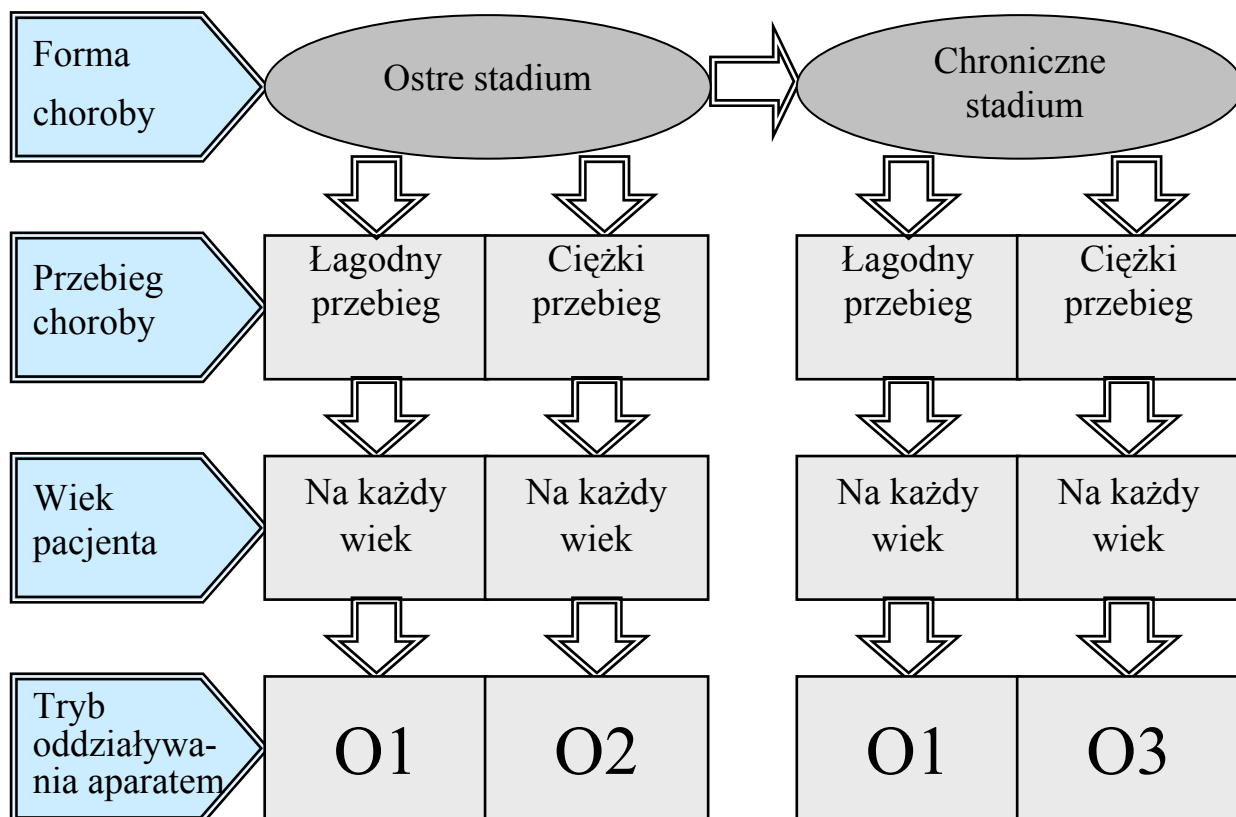 Forma
choroby
Ostre stadium
Chroniczne
stadium
Przebieg
choroby
Łagodny
przebieg
Ciężki
przebieg
Łagodny
przebieg
Ciężki
przebieg
Wiek
pacjenta
Na każdy
wiek
Na każdy
wiek
Na każdy
wiek
Na każdy
wiek
Tryb
oddziaływa-
nia aparatem
O1
O2
O1
O3